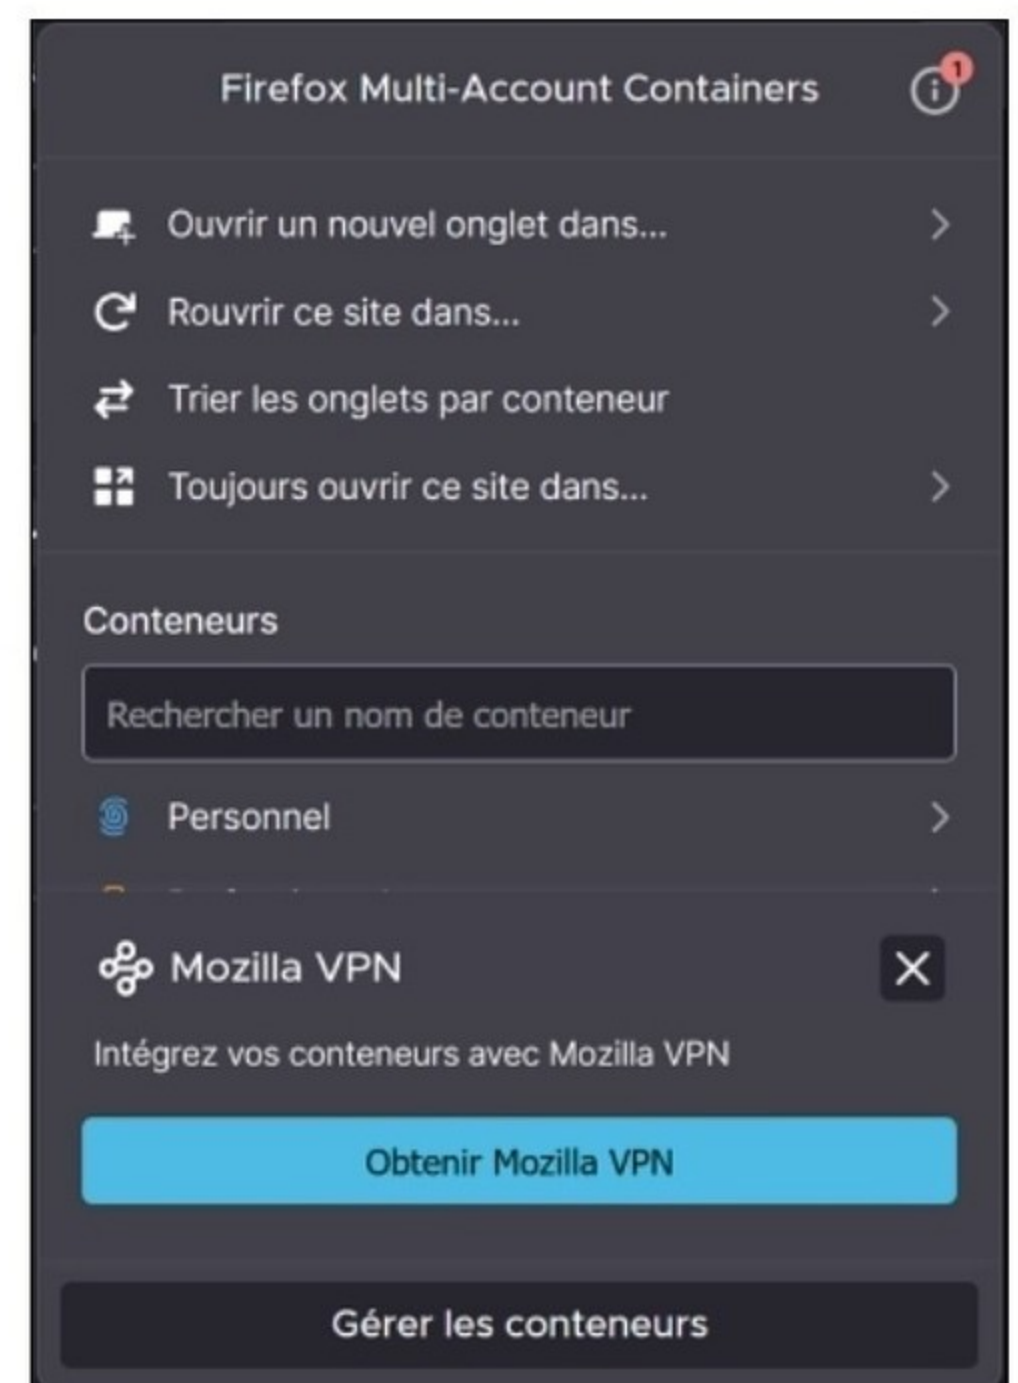 Firefox Multi-Account Containers
1
Ouvrir un nouvel onglet dans...
Rouvrir ce site dans...
Trier les onglets par conteneur
Toujours ouvrir ce site dans...
Conteneurs
Rechercher un nom de conteneur
Personnel
Mozilla VPN
Intégrez vos conteneurs avec Mozilla VPN
Obtenir Mozilla VPN
Gérer les conteneurs